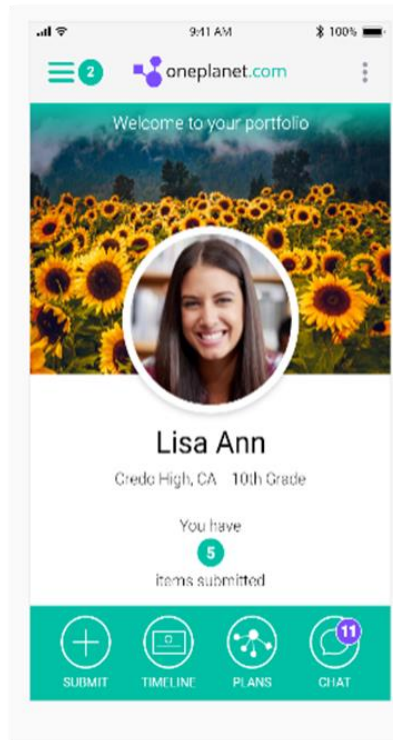 9:41 AM 100%
2 oneplanet.com
Welcome to your portfolio
Lisa Ann
Credo High, CA 10th Grade
You have
5
items submitted
11
SUBMIT TIMELINE PLANS CHAT